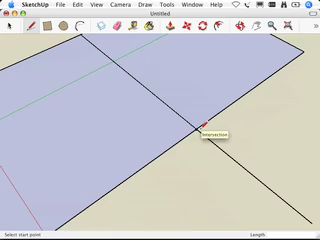 SketchUp File Edit View Camera Draw Tools Window Help
Untitled
Intersection
Select start point Length